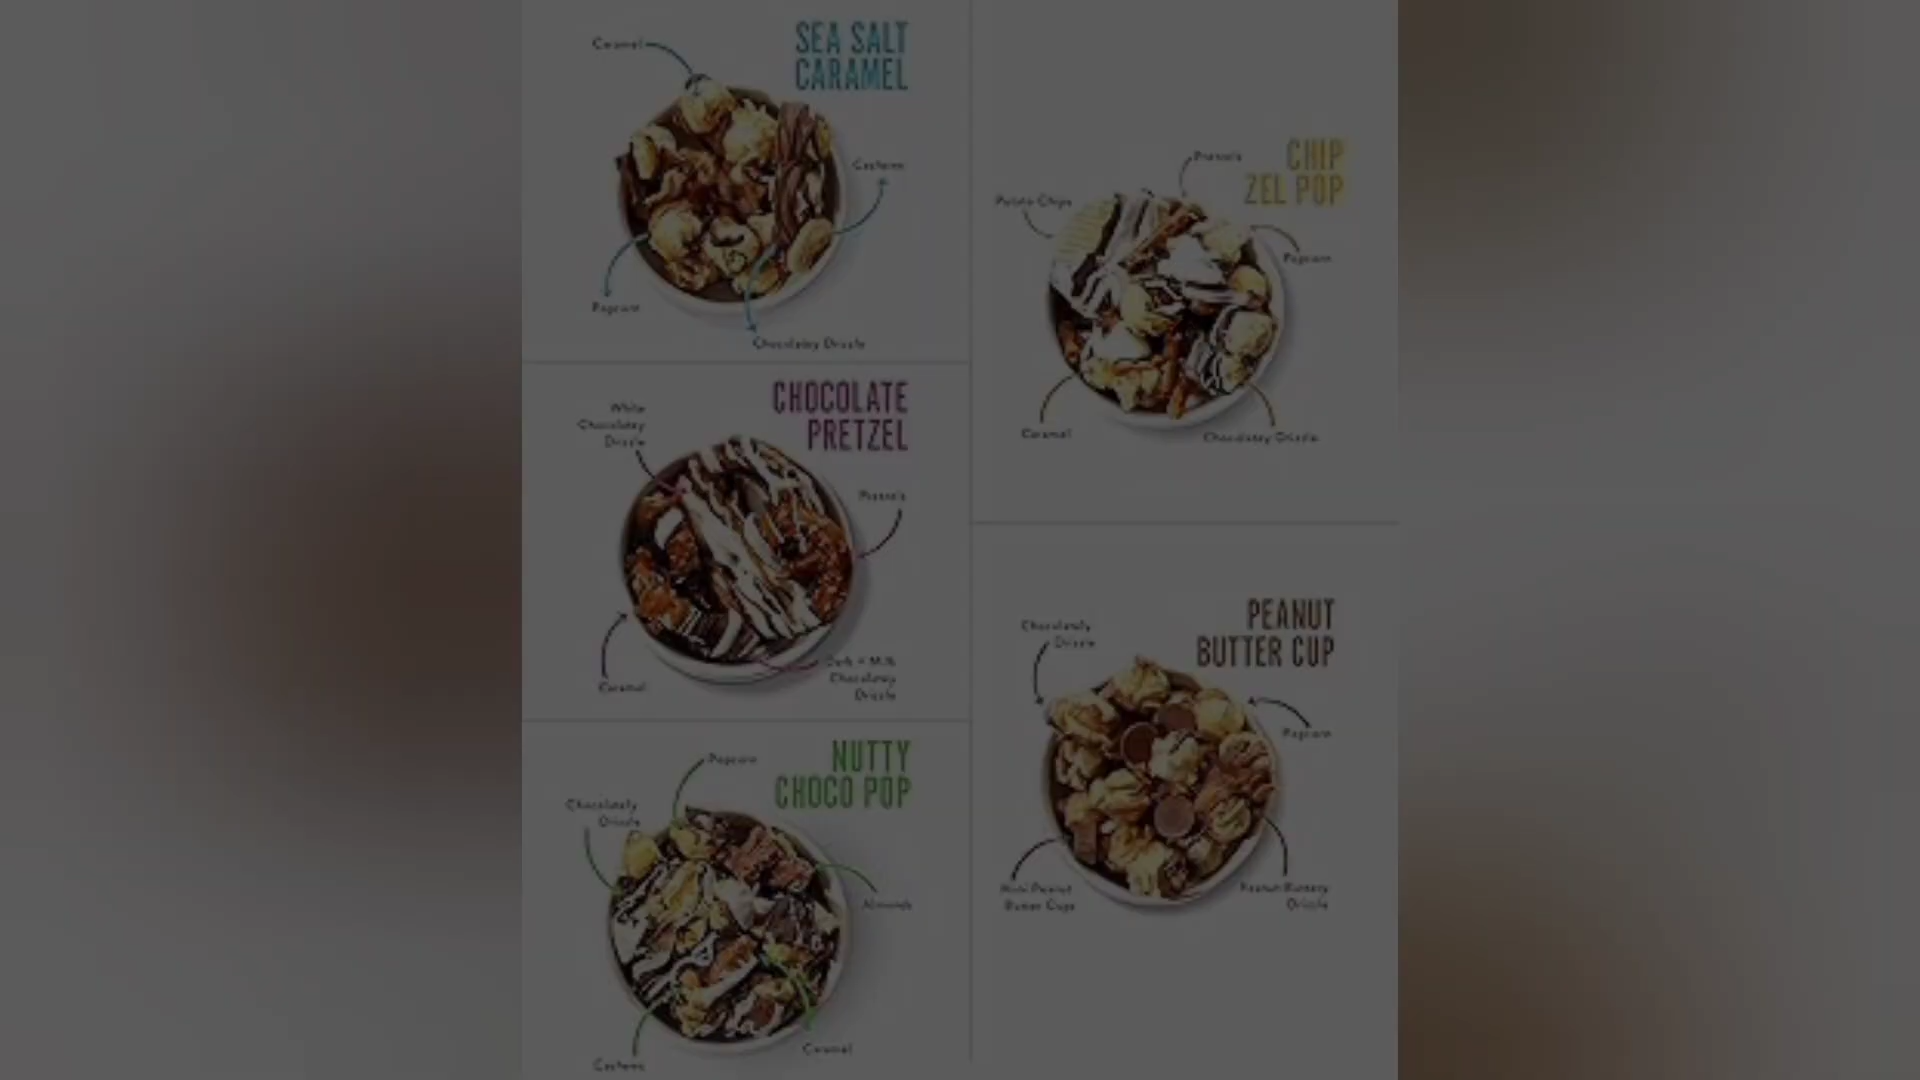 SEA SALT
CARAMEL
Caramel
Cashews
Popcorn
Chocolatey Drizzle
CHOCOLATE
PRETZEL
White
Chocolatey
Drizzle
Pretzels
Caramel
Dark + Milk
Chocolatey
Drizzle
NUTTY
CHOCO POP
Popcorn
Chocolatey
Drizzle
Almonds
Caramel
Cashews
CHIP
ZEL POP
Pretzels
Potato Chips
Popcorn
Caramel
Chocolatey Drizzle
PEANUT
BUTTER CUP
Chocolatey
Drizzle
Popcorn
Mini Peanut
Butter Cups
Peanut Buttery
Drizzle